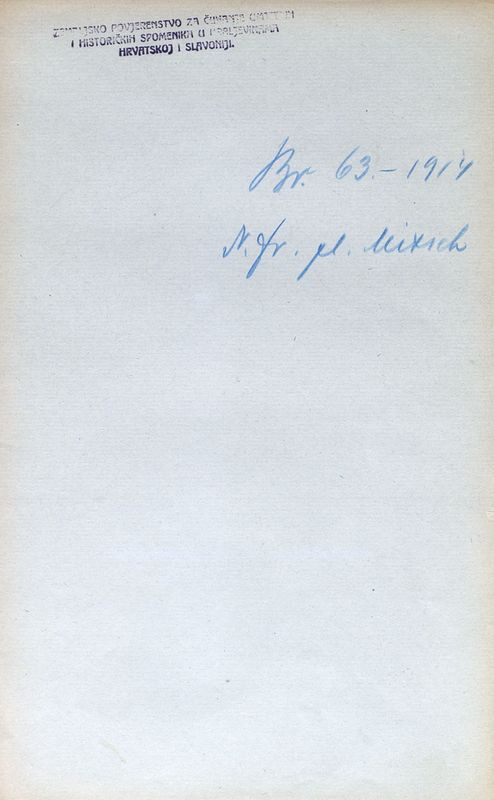 ZEMALJSKO POVJERENSTVO ZA ČUVANJE UMJETNIH
I HISTORIČKIH SPOMENIKA U KRALJEVINAMA
HRVATSKOJ I SLAVONIJI.
Br. 63.-1914
N. fr. pl. Mixich